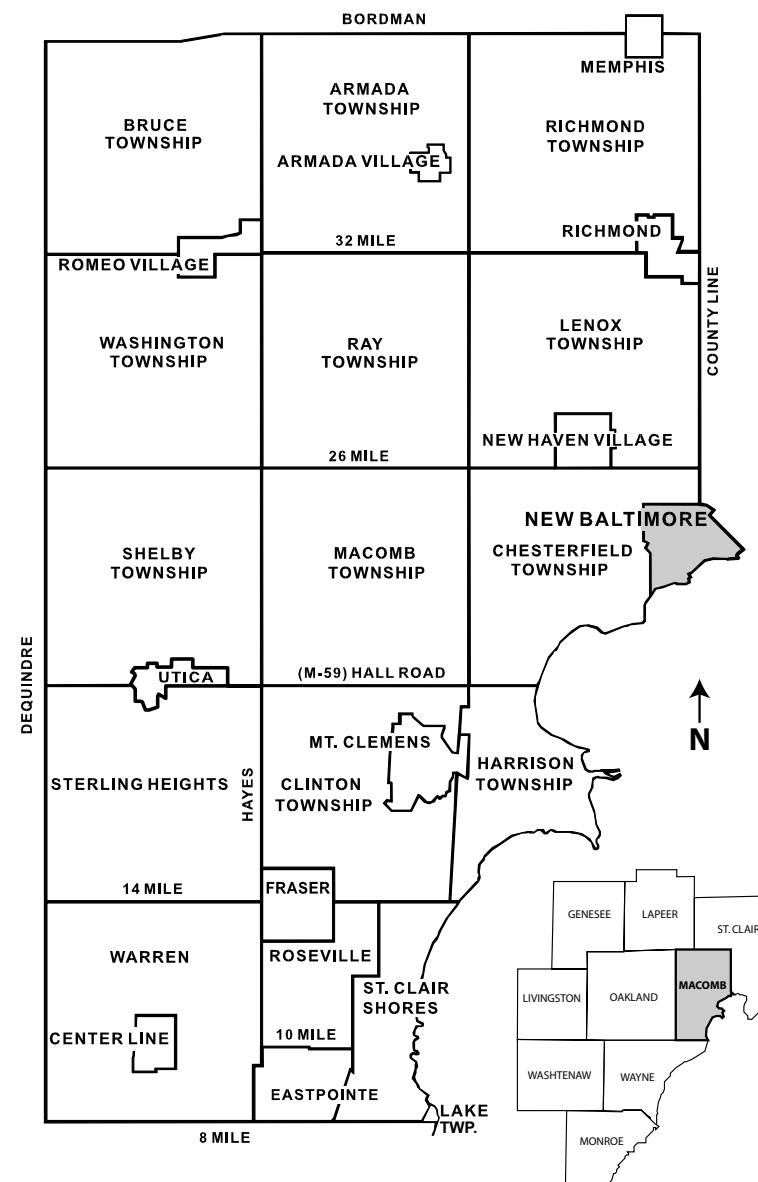 BORDMAN
MEMPHIS
ARMADA
TOWNSHIP
BRUCE
TOWNSHIP
RICHMOND
TOWNSHIP
ARMADA VILLAGE
RICHMOND
32 MILE
ROMEO VILLAGE
COUNTY LINE
WASHINGTON
TOWNSHIP
RAY
TOWNSHIP
LENOX
TOWNSHIP
NEW HAVEN VILLAGE
26 MILE
NEW BALTIMORE
SHELBY
TOWNSHIP
MACOMB
TOWNSHIP
CHESTERFIELD
TOWNSHIP
DEQUINDRE
UTICA
(M-59) HALL ROAD
N
MT. CLEMENS
STERLING HEIGHTS
HAYES
CLINTON
TOWNSHIP
HARRISON
TOWNSHIP
14 MILE
FRASER
WARREN
ROSEVILLE
ST. CLAIR
SHORES
CENTER LINE
10 MILE
EASTPOINTE
LAKE
TWP.
8 MILE
GENESEE
LAPEER
ST. CLAIR
LIVINGSTON
OAKLAND
MACOMB
WASHTENAW
WAYNE
MONROE